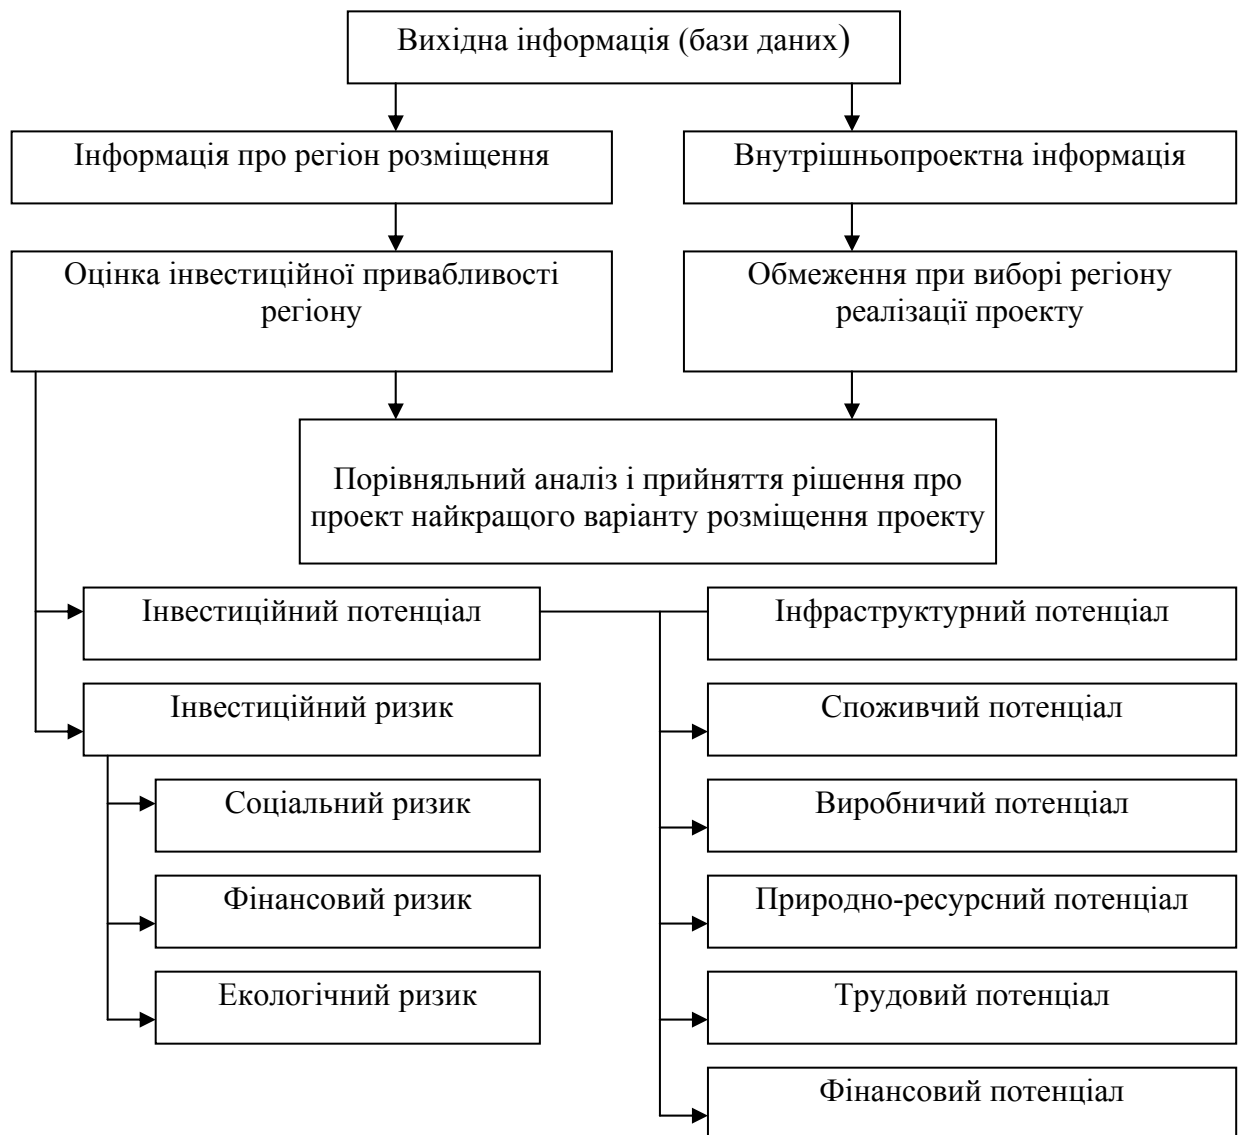 Вихідна інформація (бази даних)
Інформація про регіон розміщення
Внутрішньопроектна інформація
Оцінка інвестиційної привабливості
регіону
Обмеження при виборі регіону
реалізації проекту
Порівняльний аналіз і прийняття рішення про
проект найкращого варіанту розміщення проекту
Інвестиційний потенціал
Інфраструктурний потенціал
Інвестиційний ризик
Споживчий потенціал
Соціальний ризик
Виробничий потенціал
Фінансовий ризик
Природно-ресурсний потенціал
Екологічний ризик
Трудовий потенціал
Фінансовий потенціал